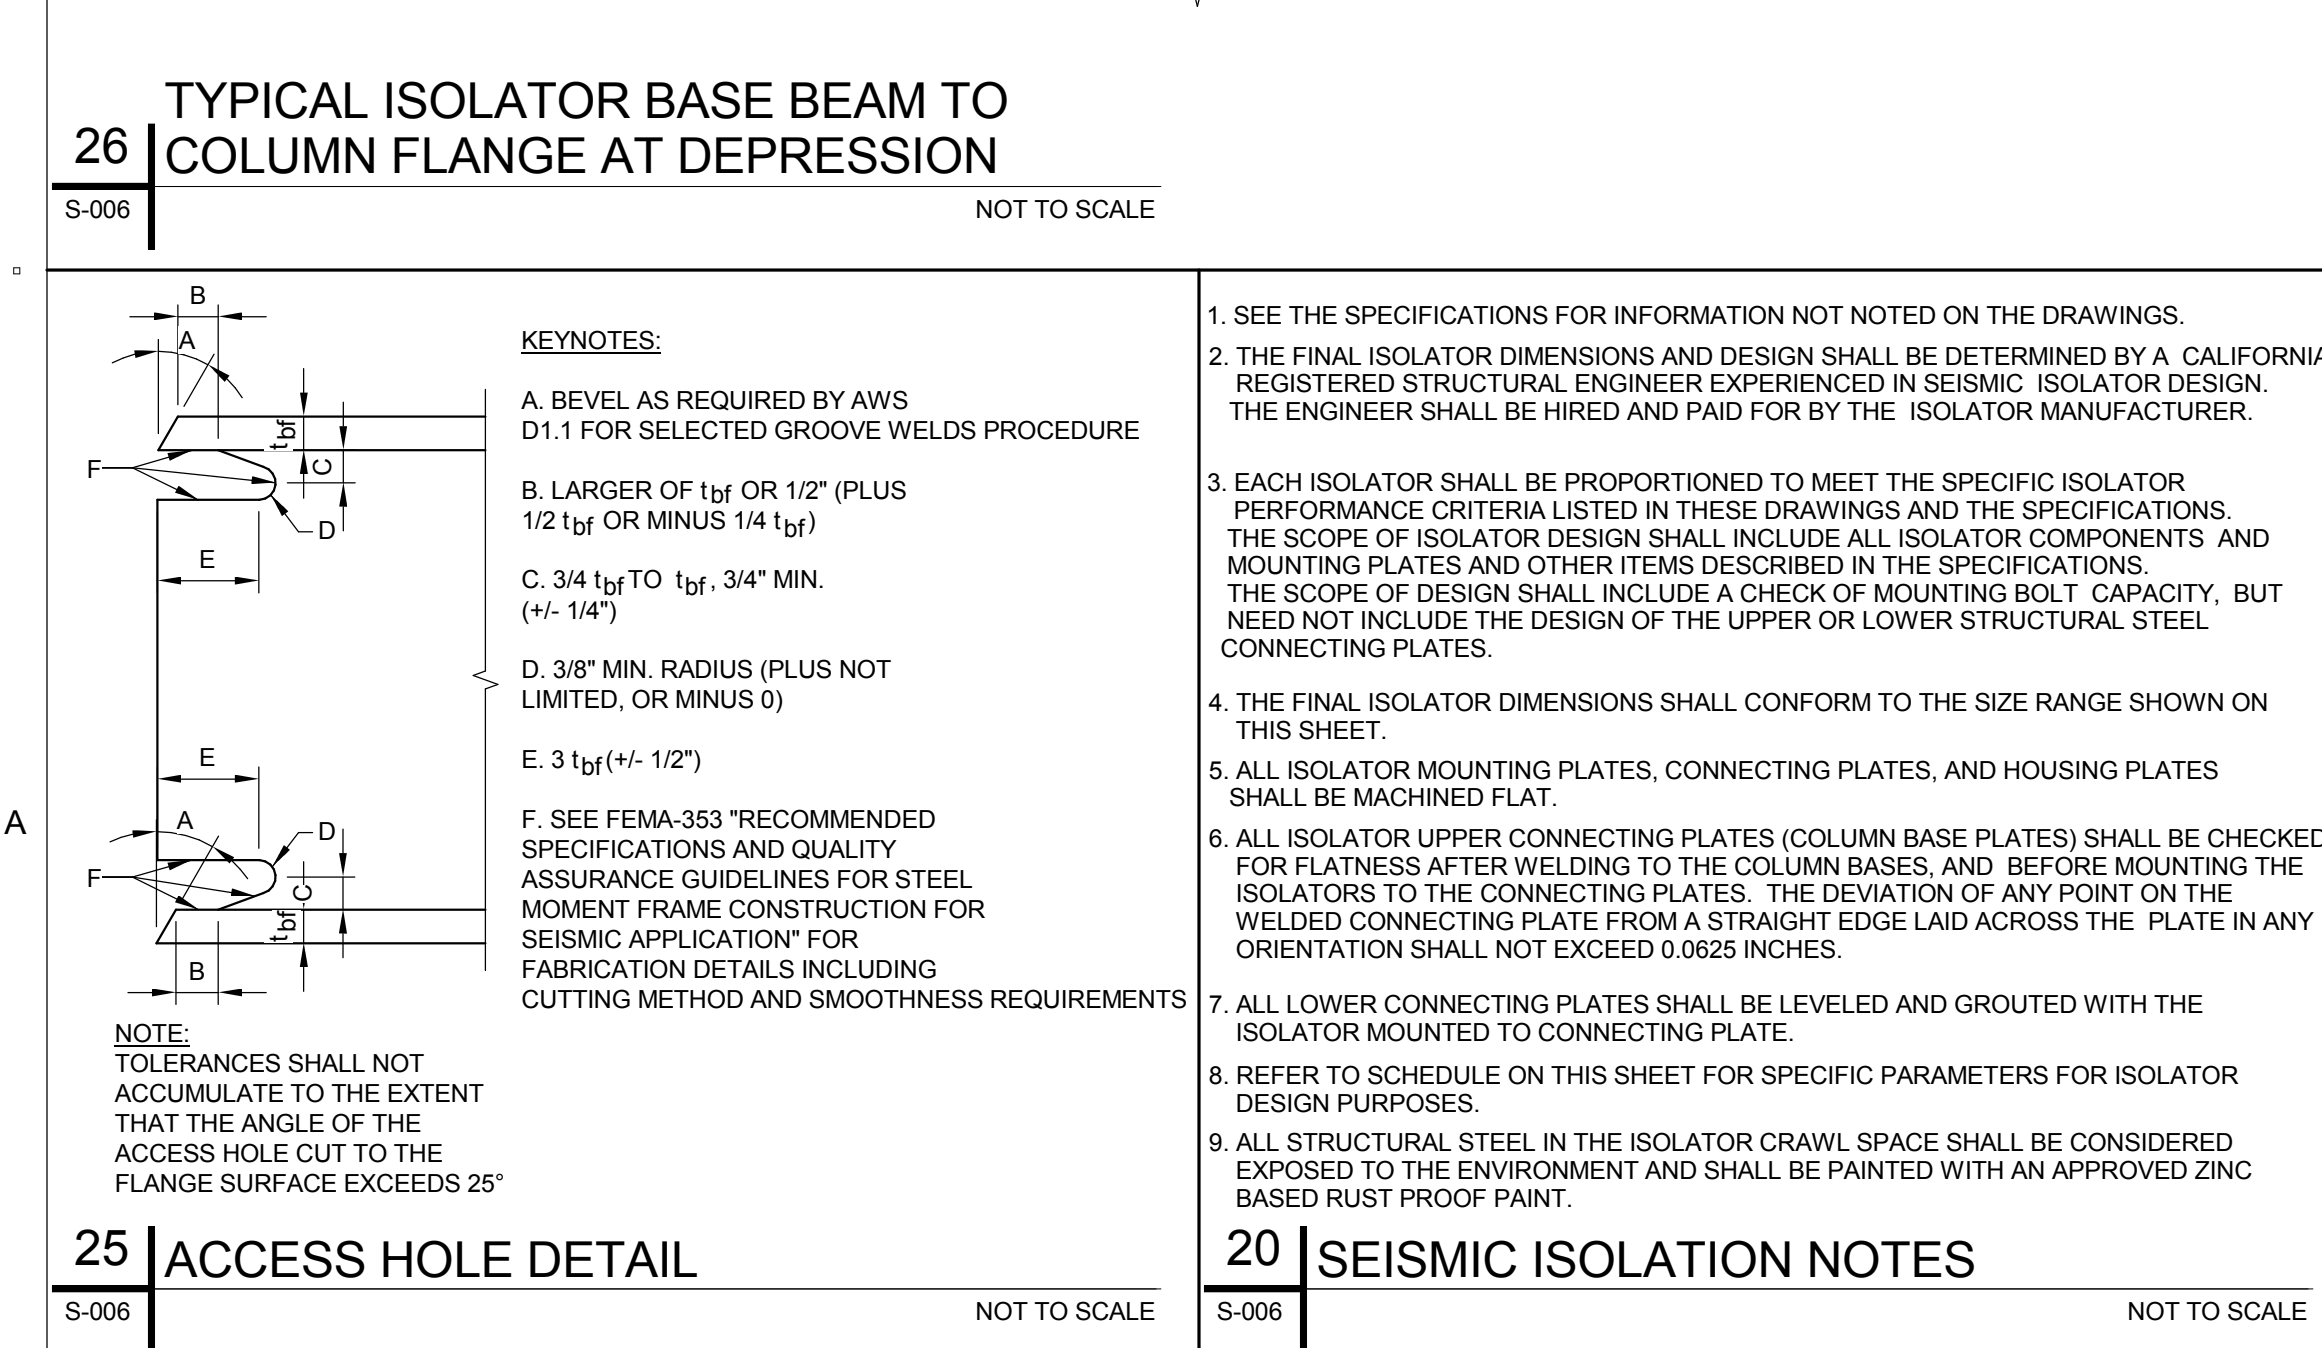 TYPICAL ISOLATOR BASE BEAM TO
26 COLUMN FLANGE AT DEPRESSION
S-006 NOT TO SCALE
B
A
tbf
C
F
D
E
E
A
D
F
C
tbf
B
A
KEYNOTES:
A. BEVEL AS REQUIRED BY AWS
D1.1 FOR SELECTED GROOVE WELDS PROCEDURE
B. LARGER OF tbf OR 1/2" (PLUS
1/2 tbf OR MINUS 1/4 tbf)
C. 3/4 tbf TO tbf, 3/4" MIN.
(+/- 1/4")
D. 3/8" MIN. RADIUS (PLUS NOT
LIMITED, OR MINUS 0)
E. 3 tbf (+/- 1/2")
F. SEE FEMA-353 "RECOMMENDED
SPECIFICATIONS AND QUALITY
ASSURANCE GUIDELINES FOR STEEL
MOMENT FRAME CONSTRUCTION FOR
SEISMIC APPLICATION" FOR
FABRICATION DETAILS INCLUDING
CUTTING METHOD AND SMOOTHNESS REQUIREMENTS
NOTE:
TOLERANCES SHALL NOT
ACCUMULATE TO THE EXTENT
THAT THE ANGLE OF THE
ACCESS HOLE CUT TO THE
FLANGE SURFACE EXCEEDS 25°
25 ACCESS HOLE DETAIL
S-006 NOT TO SCALE
1. SEE THE SPECIFICATIONS FOR INFORMATION NOT NOTED ON THE DRAWINGS.
2. THE FINAL ISOLATOR DIMENSIONS AND DESIGN SHALL BE DETERMINED BY A CALIFORNIA
REGISTERED STRUCTURAL ENGINEER EXPERIENCED IN SEISMIC ISOLATOR DESIGN.
THE ENGINEER SHALL BE HIRED AND PAID FOR BY THE ISOLATOR MANUFACTURER.
3. EACH ISOLATOR SHALL BE PROPORTIONED TO MEET THE SPECIFIC ISOLATOR
PERFORMANCE CRITERIA LISTED IN THESE DRAWINGS AND THE SPECIFICATIONS.
THE SCOPE OF ISOLATOR DESIGN SHALL INCLUDE ALL ISOLATOR COMPONENTS AND
MOUNTING PLATES AND OTHER ITEMS DESCRIBED IN THE SPECIFICATIONS.
THE SCOPE OF DESIGN SHALL INCLUDE A CHECK OF MOUNTING BOLT CAPACITY, BUT
NEED NOT INCLUDE THE DESIGN OF THE UPPER OR LOWER STRUCTURAL STEEL
CONNECTING PLATES.
4. THE FINAL ISOLATOR DIMENSIONS SHALL CONFORM TO THE SIZE RANGE SHOWN ON
THIS SHEET.
5. ALL ISOLATOR MOUNTING PLATES, CONNECTING PLATES, AND HOUSING PLATES
SHALL BE MACHINED FLAT.
6. ALL ISOLATOR UPPER CONNECTING PLATES (COLUMN BASE PLATES) SHALL BE CHECKED
FOR FLATNESS AFTER WELDING TO THE COLUMN BASES, AND BEFORE MOUNTING THE
ISOLATORS TO THE CONNECTING PLATES. THE DEVIATION OF ANY POINT ON THE
WELDED CONNECTING PLATE FROM A STRAIGHT EDGE LAID ACROSS THE PLATE IN ANY
ORIENTATION SHALL NOT EXCEED 0.0625 INCHES.
7. ALL LOWER CONNECTING PLATES SHALL BE LEVELED AND GROUTED WITH THE
ISOLATOR MOUNTED TO CONNECTING PLATE.
8. REFER TO SCHEDULE ON THIS SHEET FOR SPECIFIC PARAMETERS FOR ISOLATOR
DESIGN PURPOSES.
9. ALL STRUCTURAL STEEL IN THE ISOLATOR CRAWL SPACE SHALL BE CONSIDERED
EXPOSED TO THE ENVIRONMENT AND SHALL BE PAINTED WITH AN APPROVED ZINC
BASED RUST PROOF PAINT.
20 SEISMIC ISOLATION NOTES
S-006 NOT TO SCALE